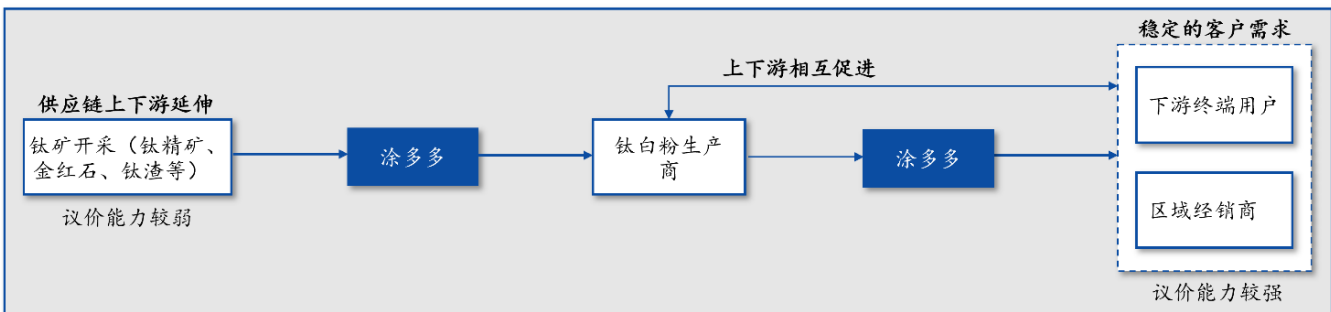 稳定的客户需求
上下游相互促进
供应链上下游延伸
钛矿开采（钛精矿、
金红石、钛渣等）
涂多多
钛白粉生产
商
涂多多
下游终端用户
区域经销商
议价能力较弱
议价能力较强